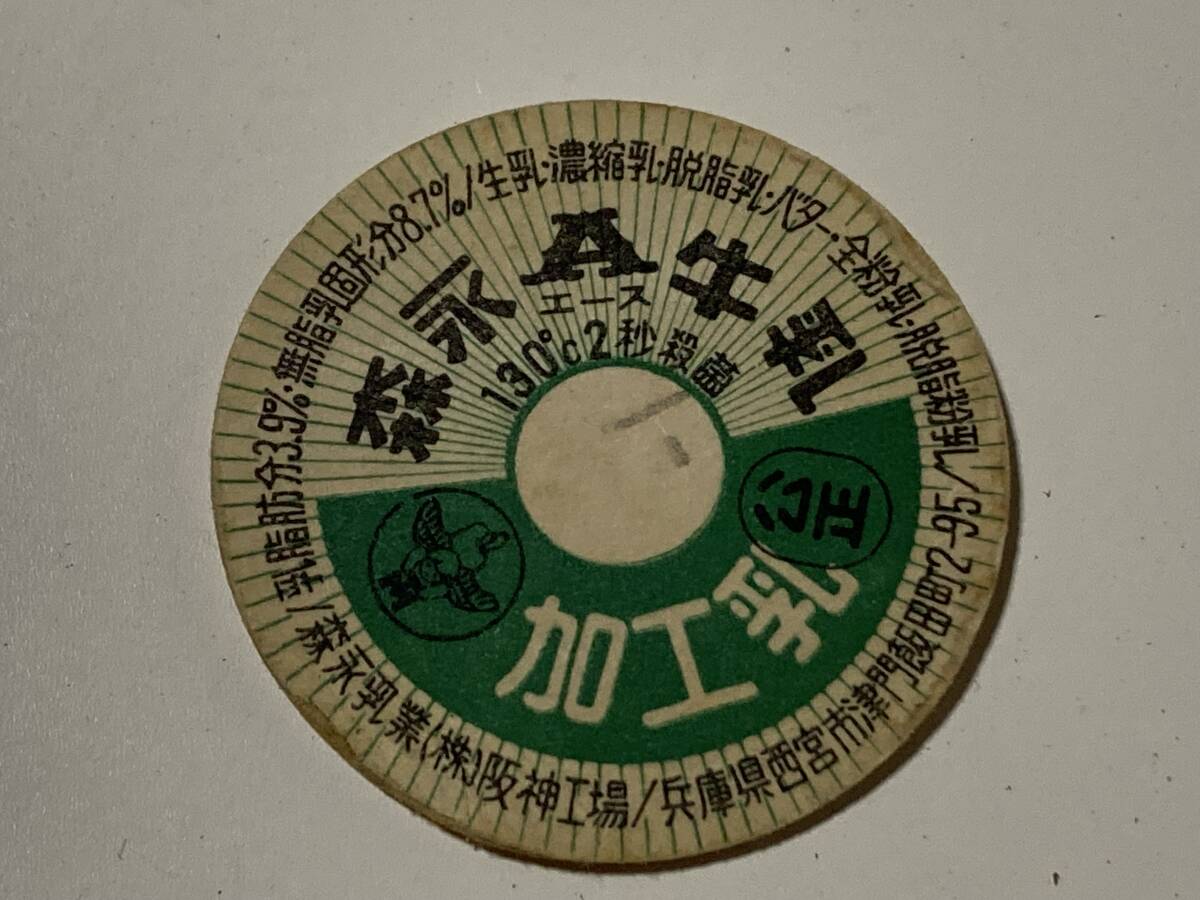 森永A牛乳
エース
130℃2秒殺菌
公正
加工乳
乳脂肪分3.9%・無脂乳固形分8.7%/生乳・濃縮乳・脱脂乳・バター・全粉乳・脱脂粉乳
森永乳業(株)阪神工場/兵庫県西宮市津門飯田町2-95/